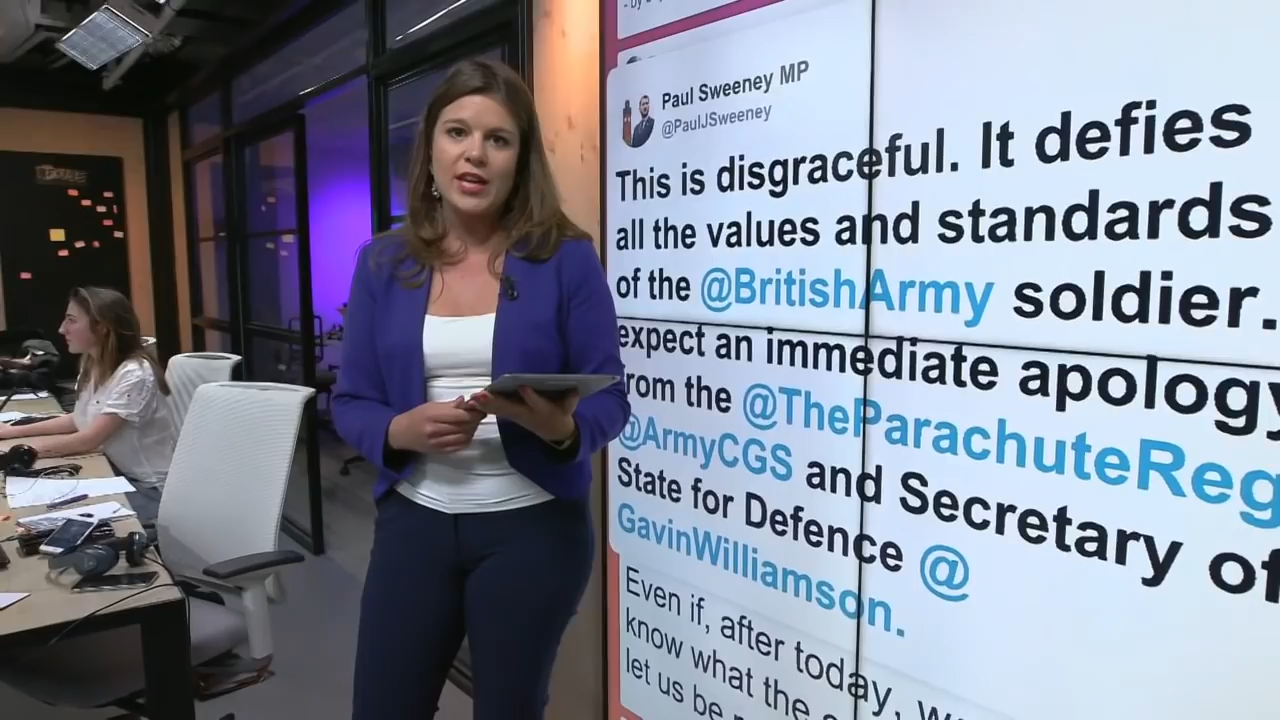 Paul Sweeney MP
@PaulJSweeney
This is disgraceful. It defies
all the values and standards
of the @BritishArmy soldier.
expect an immediate apology
from the @TheParachuteReg
@ArmyCGS and Secretary of
State for Defence @
GavinWilliamson.
Even if, after today,
know what the
let us be